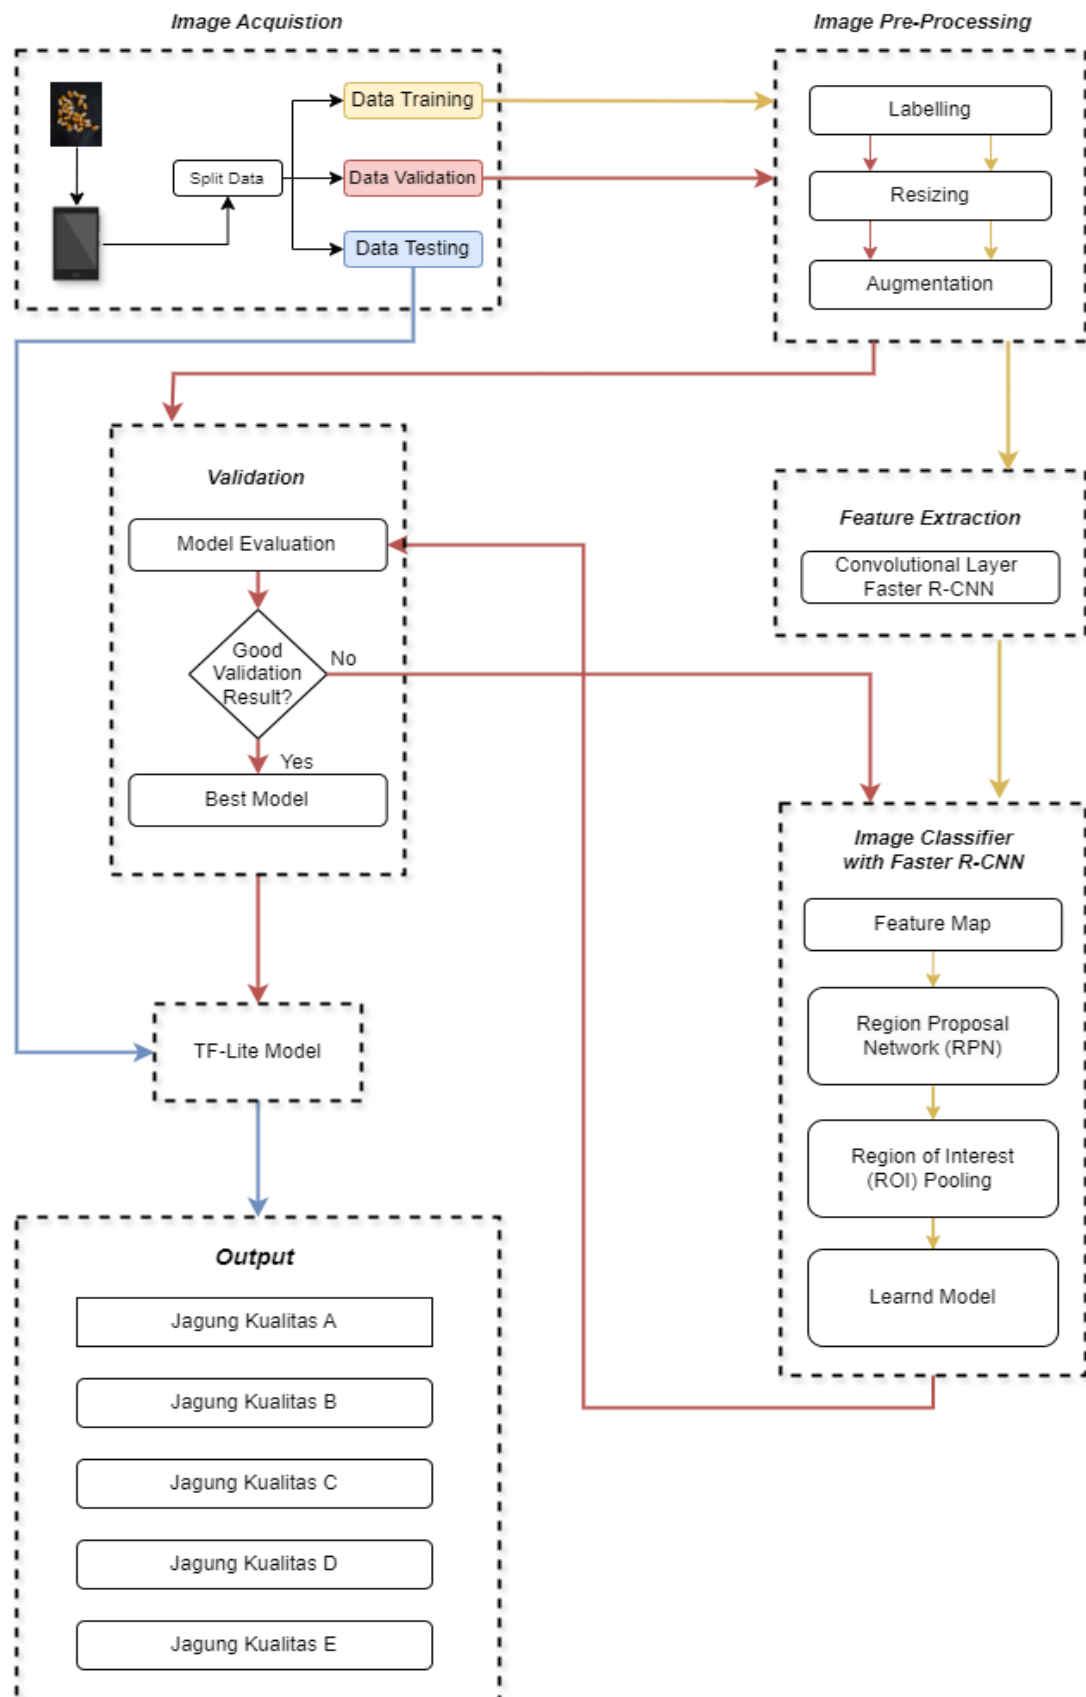 Image Acquistion
Image Pre-Processing
Data Training
Split Data
Data Validation
Data Testing
Labelling
Resizing
Augmentation
Validation
Model Evaluation
Good
Validation
Result?
No
Yes
Best Model
Feature Extraction
Convolutional Layer
Faster R-CNN
Image Classifier
with Faster R-CNN
Feature Map
Region Proposal
Network (RPN)
Region of Interest
(ROI) Pooling
Learnd Model
TF-Lite Model
Output
Jagung Kualitas A
Jagung Kualitas B
Jagung Kualitas C
Jagung Kualitas D
Jagung Kualitas E